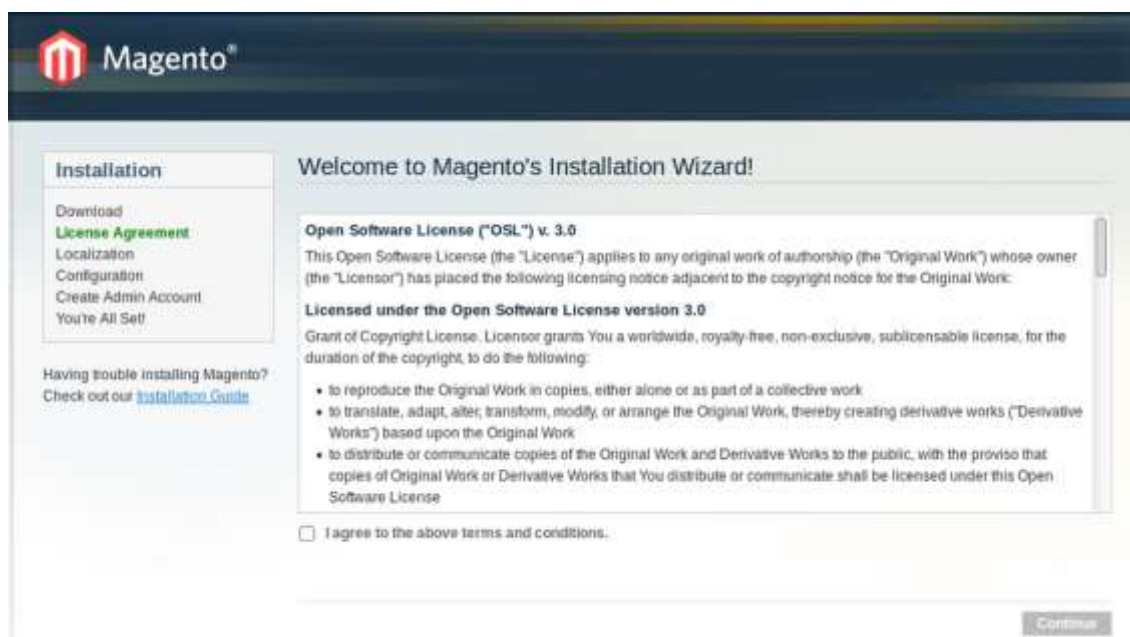 Magento®
Installation
Download
License Agreement
Localization
Configuration
Create Admin Account
You're All Set!
Having trouble installing Magento?
Check out our Installation Guide
Welcome to Magento's Installation Wizard!
Open Software License ("OSL") v. 3.0
This Open Software License (the "License") applies to any original work of authorship (the "Original Work") whose owner
(the "Licensor") has placed the following licensing notice adjacent to the copyright notice for the Original Work:
Licensed under the Open Software License version 3.0
Grant of Copyright License. Licensor grants You a worldwide, royalty-free, non-exclusive, sublicensable license, for the
duration of the copyright, to do the following:
• to reproduce the Original Work in copies, either alone or as part of a collective work
• to translate, adapt, alter, transform, modify, or arrange the Original Work, thereby creating derivative works ("Derivative
Works") based upon the Original Work
• to distribute or communicate copies of the Original Work and Derivative Works to the public, with the proviso that
copies of Original Work or Derivative Works that You distribute or communicate shall be licensed under this Open
Software License
I agree to the above terms and conditions.
Continue